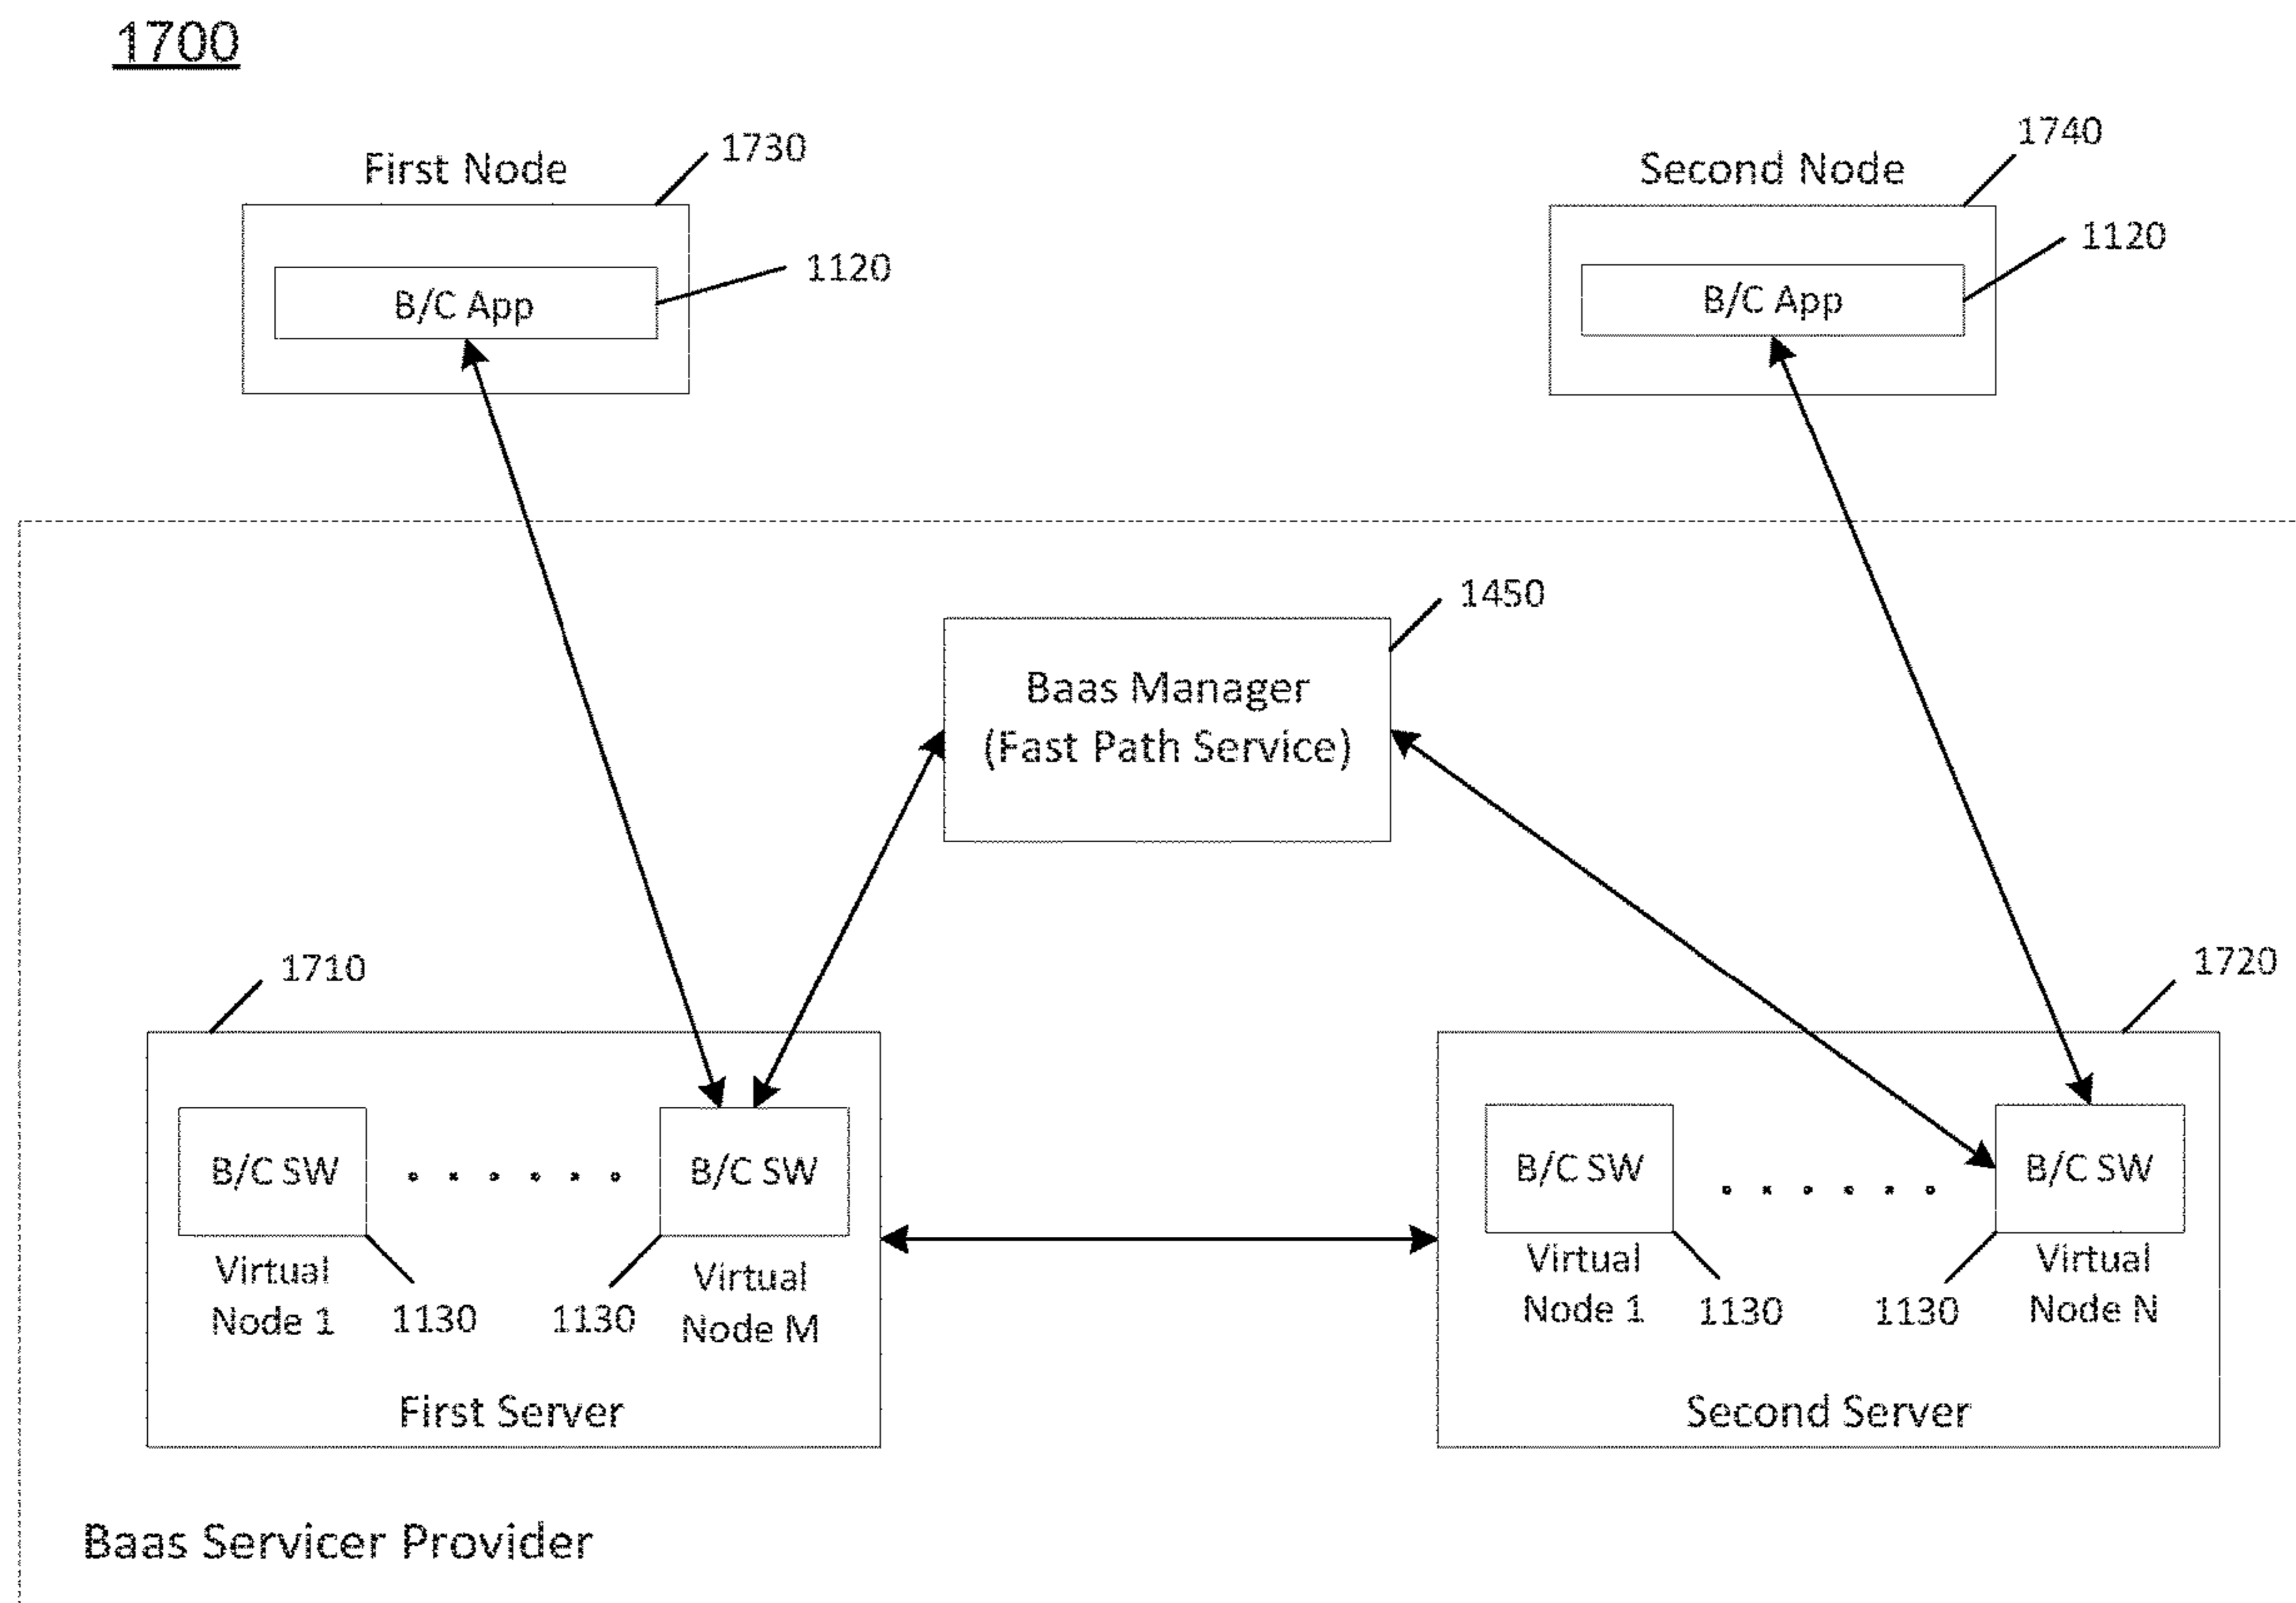 1700
First Node
1730
Second Node
1740
B/C App
1120
B/C App
1120
1450
Baas Manager
(Fast Path Service)
1710
1720
B/C SW
B/C SW
B/C SW
B/C SW
Virtual
Node 1
1130
1130
Virtual
Node M
Virtual
Node 1
1130
1130
Virtual
Node N
First Server
Second Server
Baas Servicer Provider